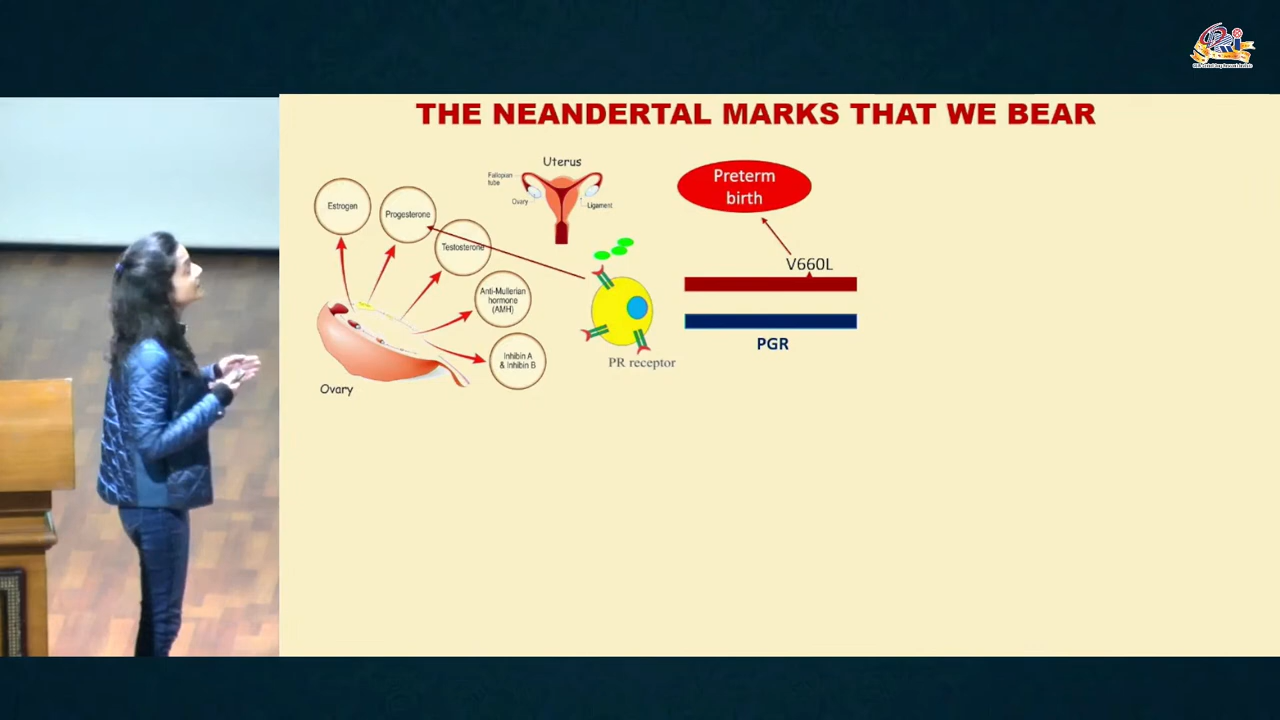 THE NEANDERTAL MARKS THAT WE BEAR
Uterus
Fallopian
tube
Ovary
Ligament
Preterm
birth
Estrogen
Progesterone
Testosterone
V660L
Anti-Mullerian
hormone
(AMH)
PGR
Inhibin A
& Inhibin B
PR receptor
Ovary